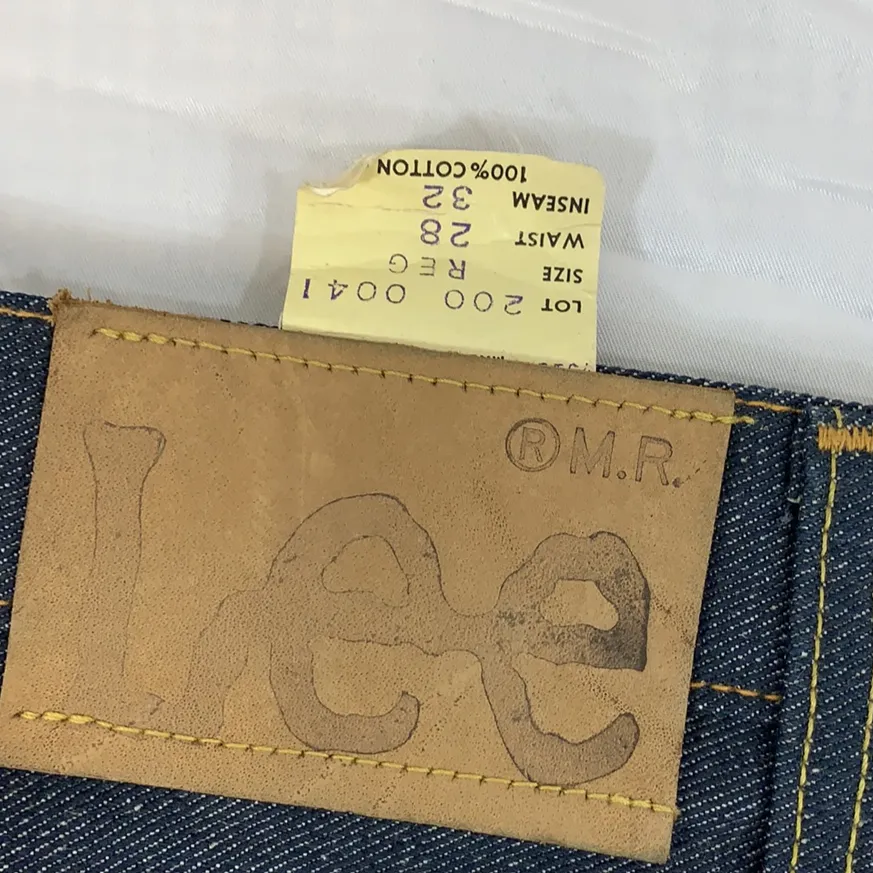 LOT 200 0041
SIZE REG
WAIST 28
INSEAM 32
100% COTTON
® M.R.
Lee